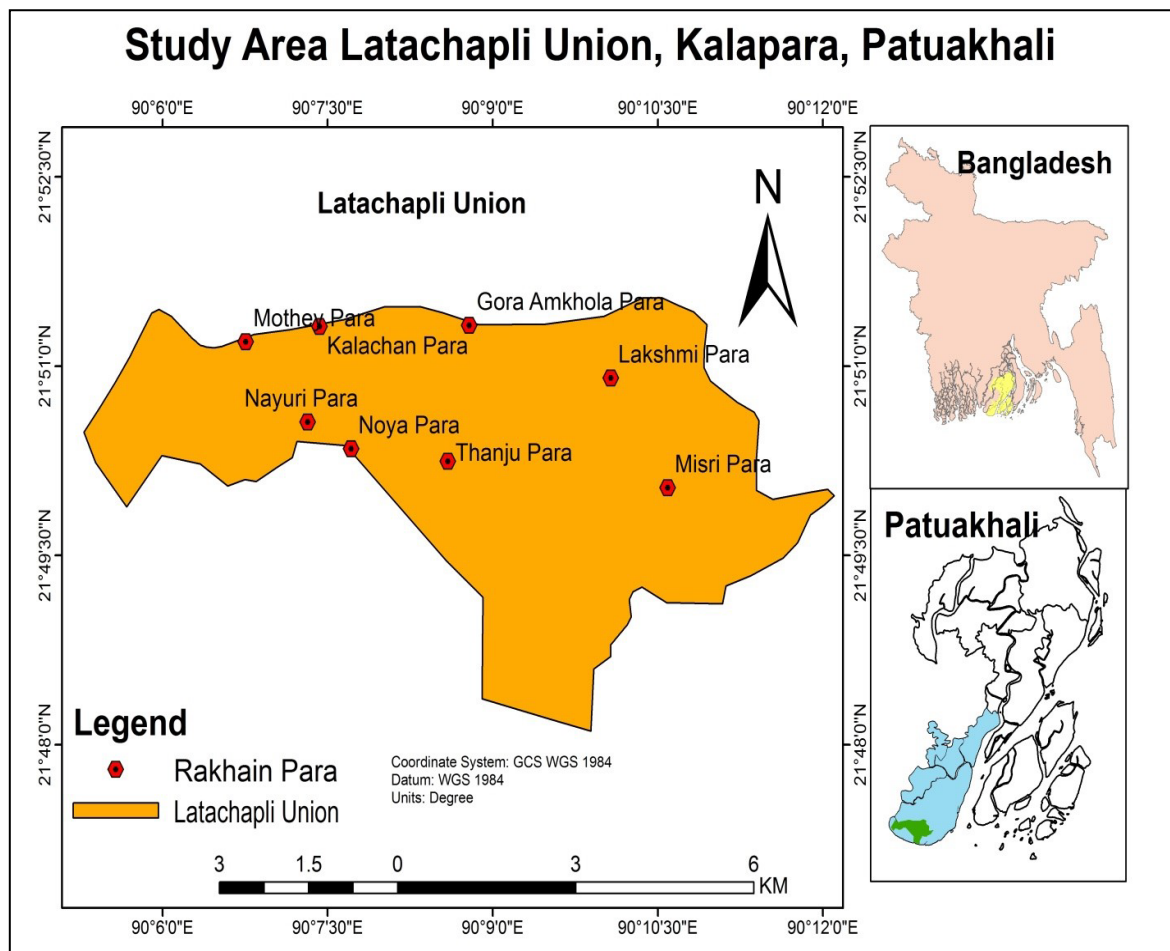 Study Area Latachapli Union, Kalapara, Patuakhali
90°6'0"E 90°7'30"E 90°9'0"E 90°10'30"E 90°12'0"E
21°52'30"N
21°51'0"N
21°49'30"N
21°48'0"N
Latachapli Union
N
Mothey Para
Kalachan Para
Gora Amkhola Para
Lakshmi Para
Nayuri Para
Noya Para
Thanju Para
Misri Para
Legend
Rakhain Para
Latachapli Union
Coordinate System: GCS WGS 1984
Datum: WGS 1984
Units: Degree
3 1.5 0 3 6
KM
90°6'0"E 90°7'30"E 90°9'0"E 90°10'30"E 90°12'0"E
21°52'30"N
21°51'0"N
21°49'30"N
21°48'0"N
Bangladesh
Patuakhali